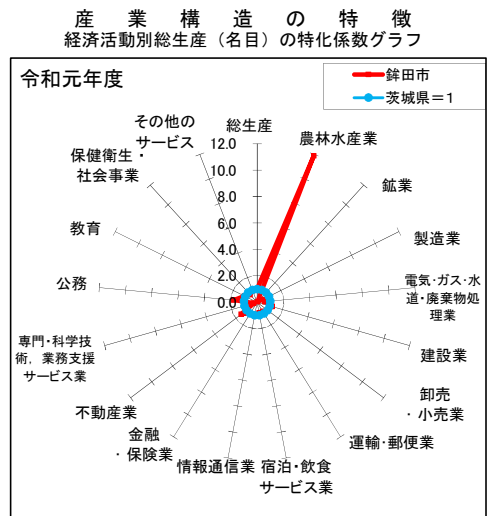 産業構造の特徴
経済活動別総生産（名目）の特化係数グラフ
令和元年度
鉾田市
茨城県＝1
総生産
農林水産業
鉱業
製造業
電気・ガス・水
道・廃棄物処
理業
建設業
卸売
・小売業
運輸・郵便業
宿泊・飲食
サービス業
情報通信業
金融
・保険業
不動産業
専門・科学技
術，業務支援
サービス業
公務
教育
保健衛生・
社会事業
その他の
サービス
12.0
10.0
8.0
6.0
4.0
2.0
0.0